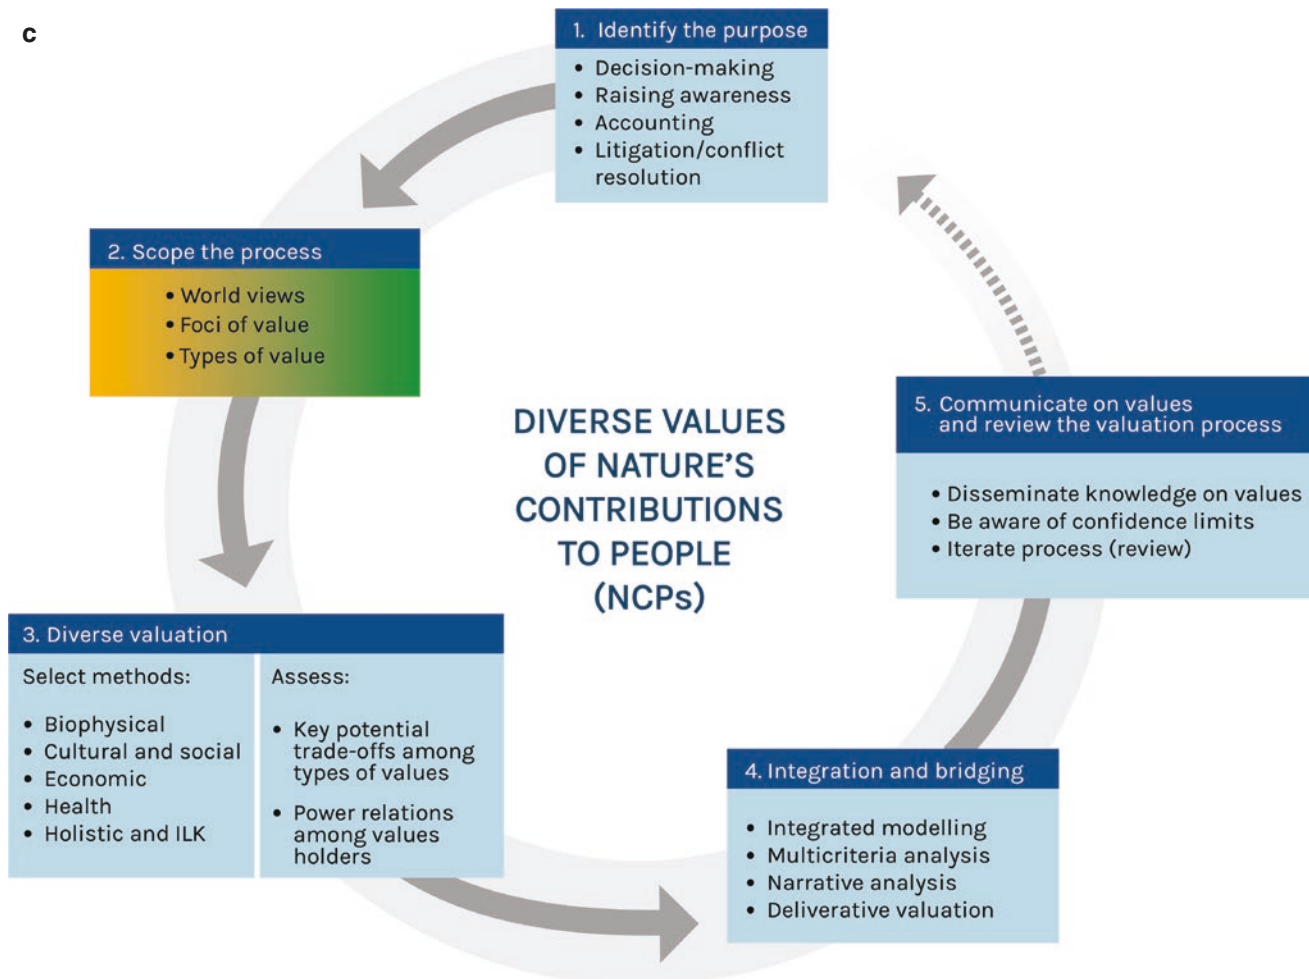 c
1. Identify the purpose
• Decision-making
• Raising awareness
• Accounting
• Litigation/conflict
resolution
2. Scope the process
• World views
• Foci of value
• Types of value
DIVERSE VALUES
OF NATURE'S
CONTRIBUTIONS
TO PEOPLE
(NCPs)
3. Diverse valuation
Select methods:
• Biophysical
• Cultural and social
• Economic
• Health
• Holistic and ILK
Assess:
• Key potential
trade-offs among
types of values
• Power relations
among values
holders
4. Integration and bridging
• Integrated modelling
• Multicriteria analysis
• Narrative analysis
• Deliverative valuation
5. Communicate on values
and review the valuation process
• Disseminate knowledge on values
• Be aware of confidence limits
• Iterate process (review)